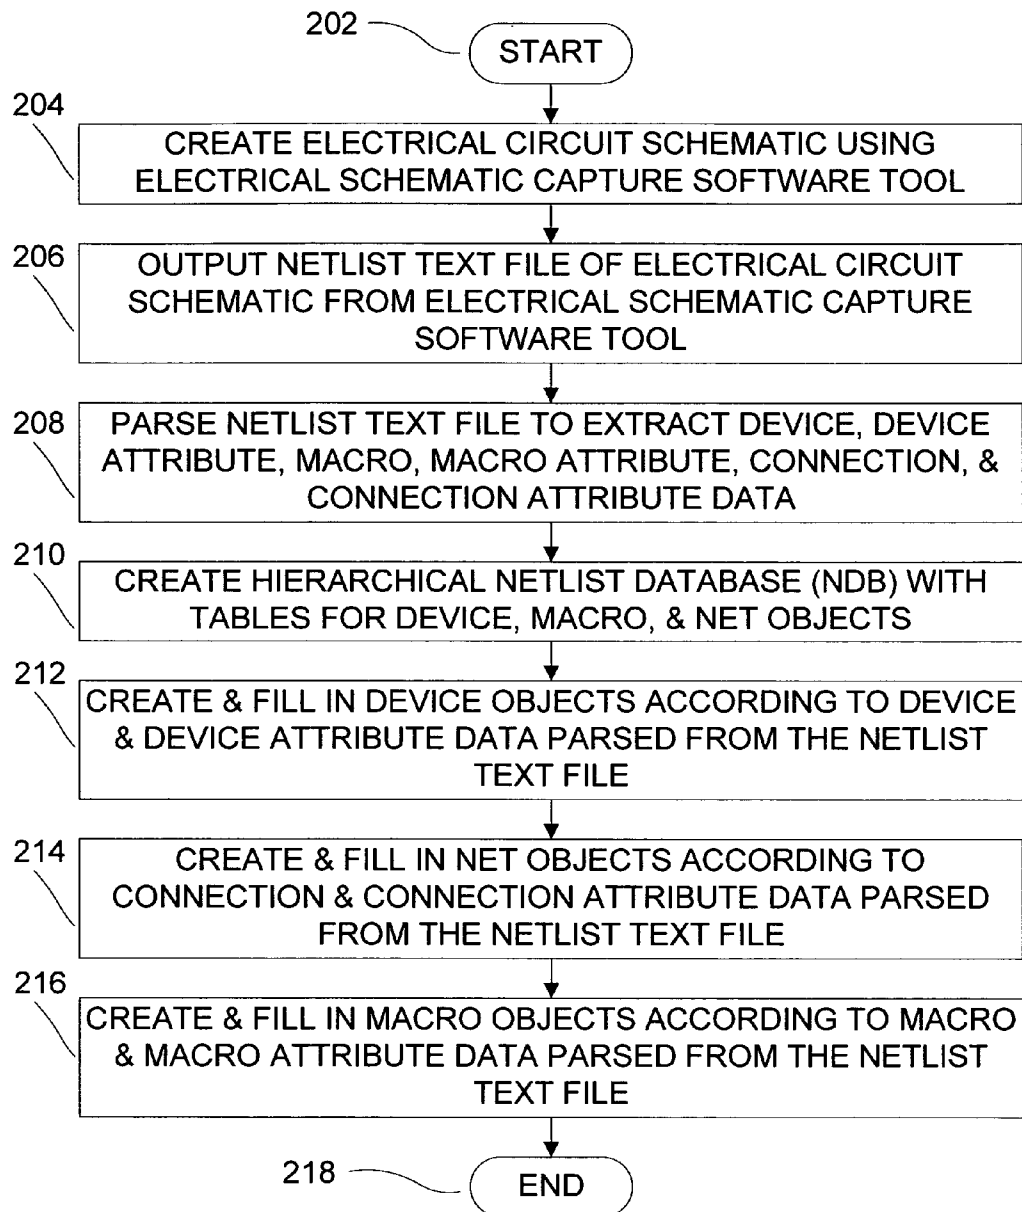 202
START
204
CREATE ELECTRICAL CIRCUIT SCHEMATIC USING
ELECTRICAL SCHEMATIC CAPTURE SOFTWARE TOOL
206
OUTPUT NETLIST TEXT FILE OF ELECTRICAL CIRCUIT
SCHEMATIC FROM ELECTRICAL SCHEMATIC CAPTURE
SOFTWARE TOOL
208
PARSE NETLIST TEXT FILE TO EXTRACT DEVICE, DEVICE
ATTRIBUTE, MACRO, MACRO ATTRIBUTE, CONNECTION, &
CONNECTION ATTRIBUTE DATA
210
CREATE HIERARCHICAL NETLIST DATABASE (NDB) WITH
TABLES FOR DEVICE, MACRO, & NET OBJECTS
212
CREATE & FILL IN DEVICE OBJECTS ACCORDING TO DEVICE
& DEVICE ATTRIBUTE DATA PARSED FROM THE NETLIST
TEXT FILE
214
CREATE & FILL IN NET OBJECTS ACCORDING TO
CONNECTION & CONNECTION ATTRIBUTE DATA PARSED
FROM THE NETLIST TEXT FILE
216
CREATE & FILL IN MACRO OBJECTS ACCORDING TO MACRO
& MACRO ATTRIBUTE DATA PARSED FROM THE NETLIST
TEXT FILE
218
END